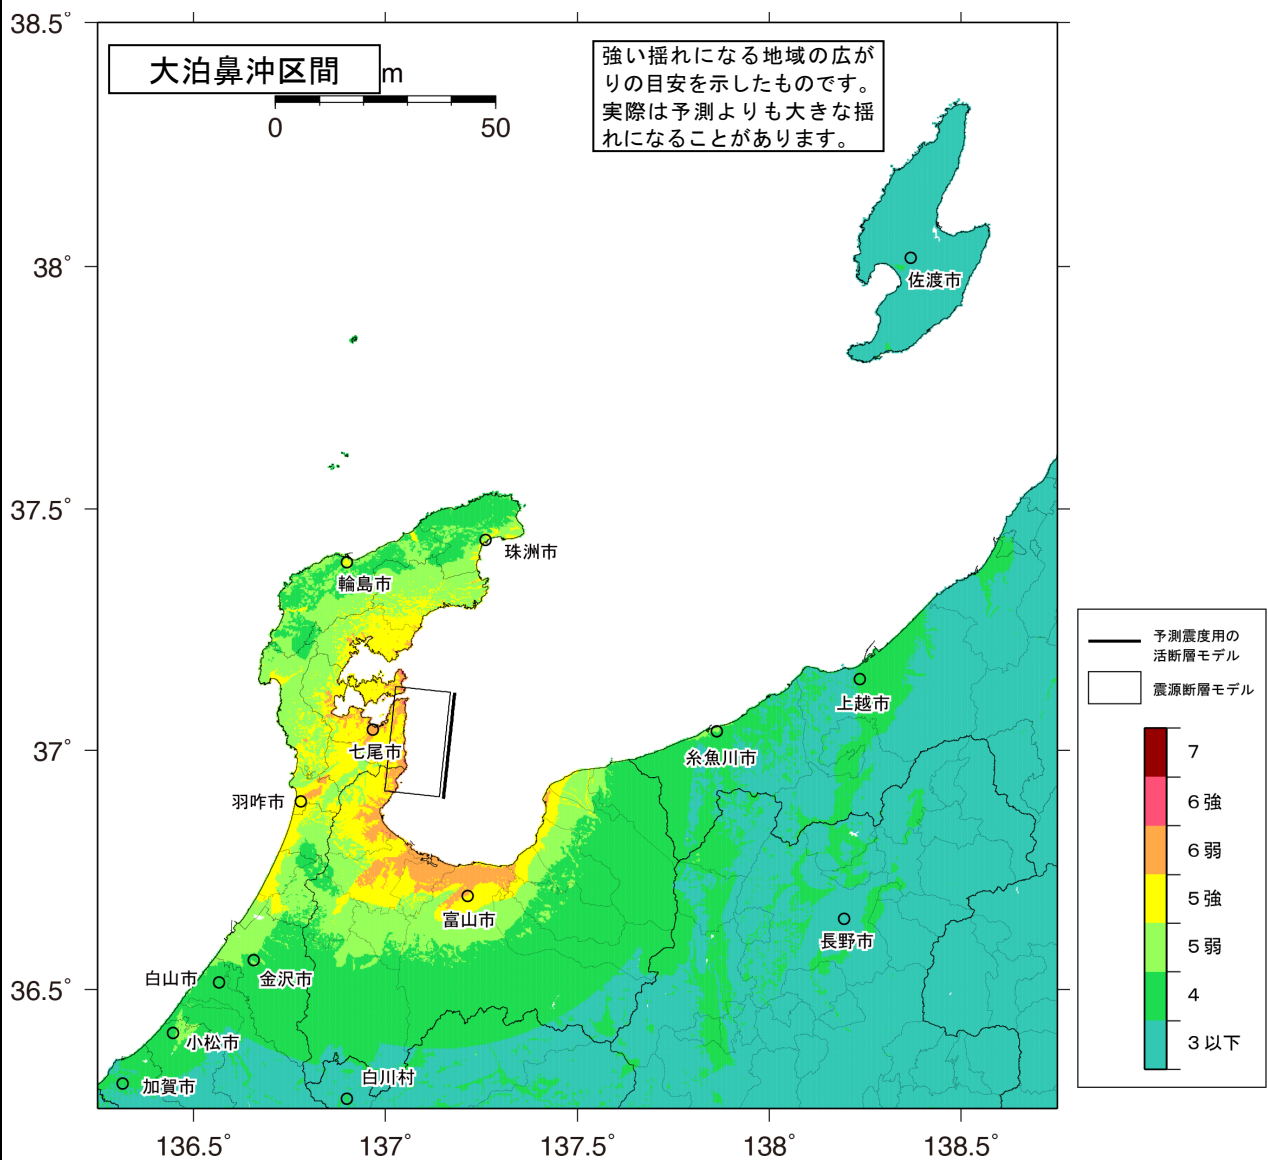 38.5°
38°
37.5°
37°
36.5°
136.5°
137°
137.5°
138°
138.5°
大泊鼻沖区間
m
0
50
強い揺れになる地域の広が
りの目安を示したものです。
実際は予測よりも大きな揺
れになることがあります。
佐渡市
珠洲市
輪島市
七尾市
羽咋市
上越市
糸魚川市
富山市
長野市
白山市
金沢市
小松市
加賀市
白川村
予測震度用の
活断層モデル
震源断層モデル
7
6強
6弱
5強
5弱
4
3以下